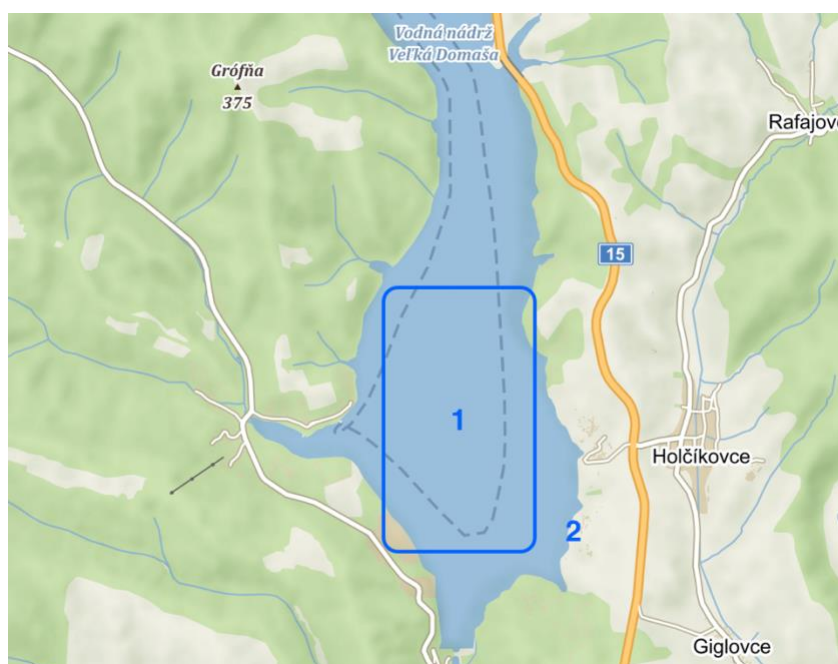 Vodná nádrž
Veľká Domaša
Grófňa
375
Rafajovc
15
1
Holčíkovce
2
Giglovce